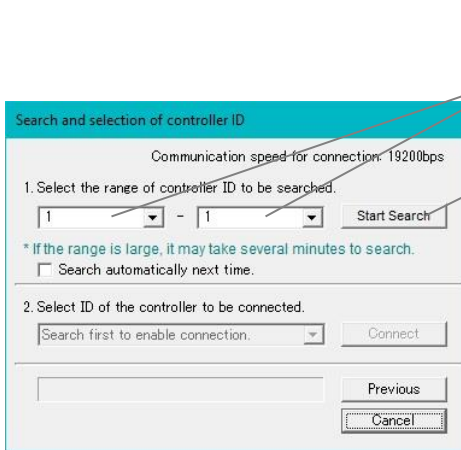 Search and selection of controller ID
Communication speed for connection: 19200bps
1. Select the range of controller ID to be searched.
1 - 1 Start Search
* If the range is large, it may take several minutes to search.
Search automatically next time.
2. Select ID of the controller to be connected.
Search first to enable connection. Connect
Previous
Cancel